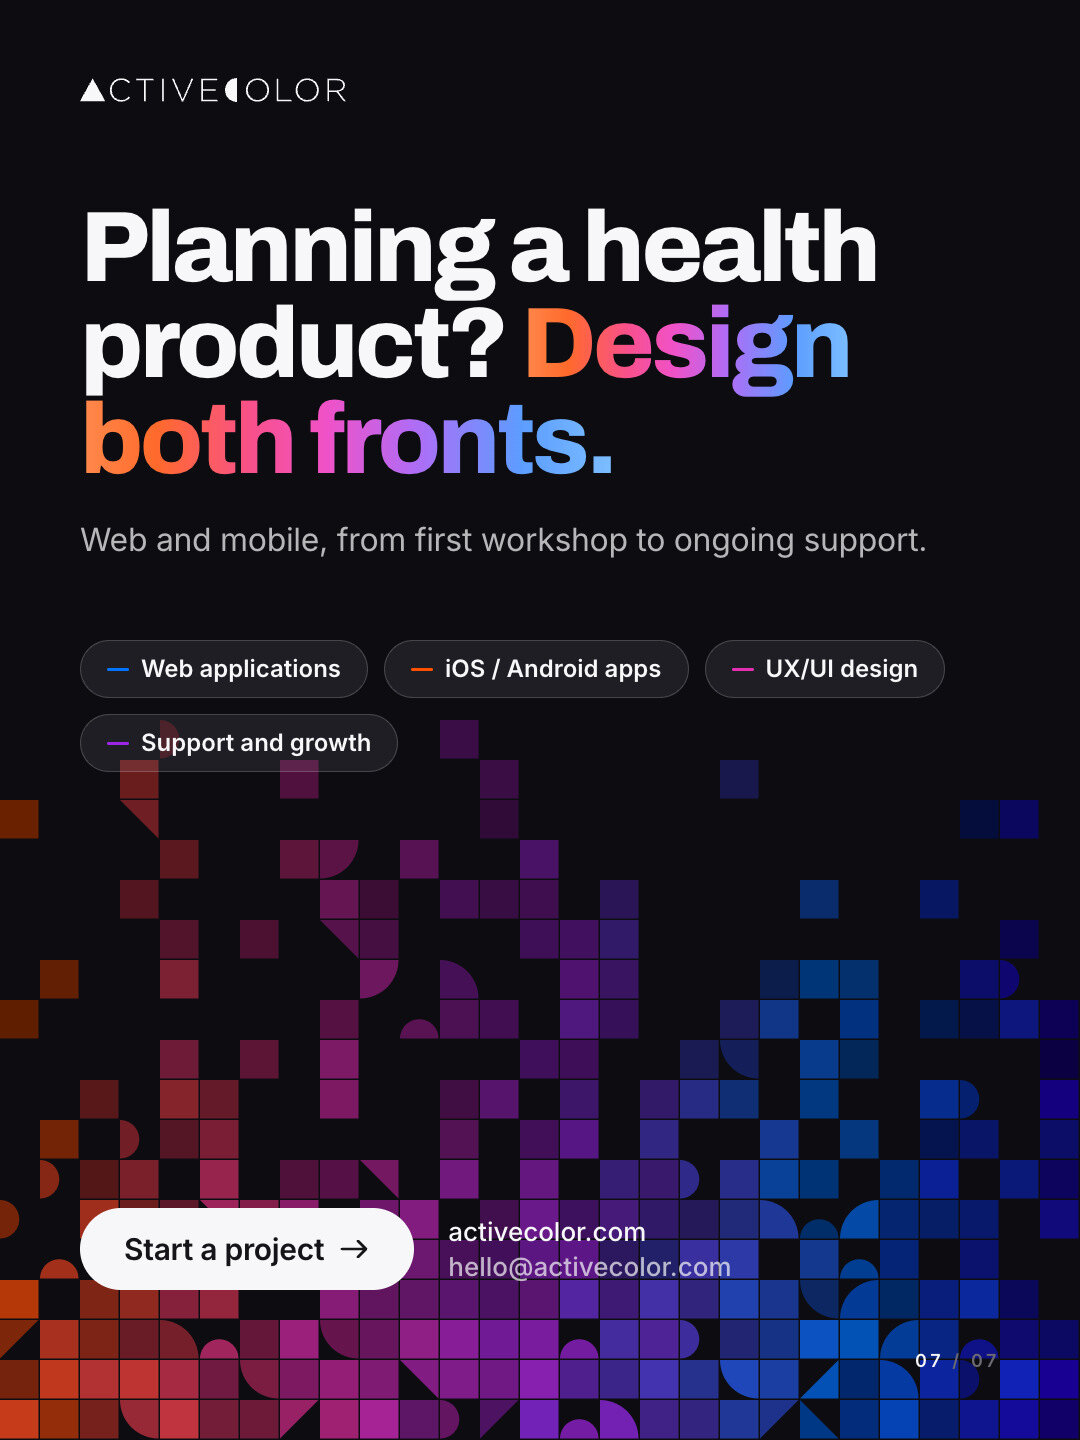 ACTIVECOLOR
Planning a health
product? Design
both fronts.
Web and mobile, from first workshop to ongoing support.
Web applications
iOS / Android apps
UX/UI design
Support and growth
Start a project →
activecolor.com
hello@activecolor.com
07 / 07